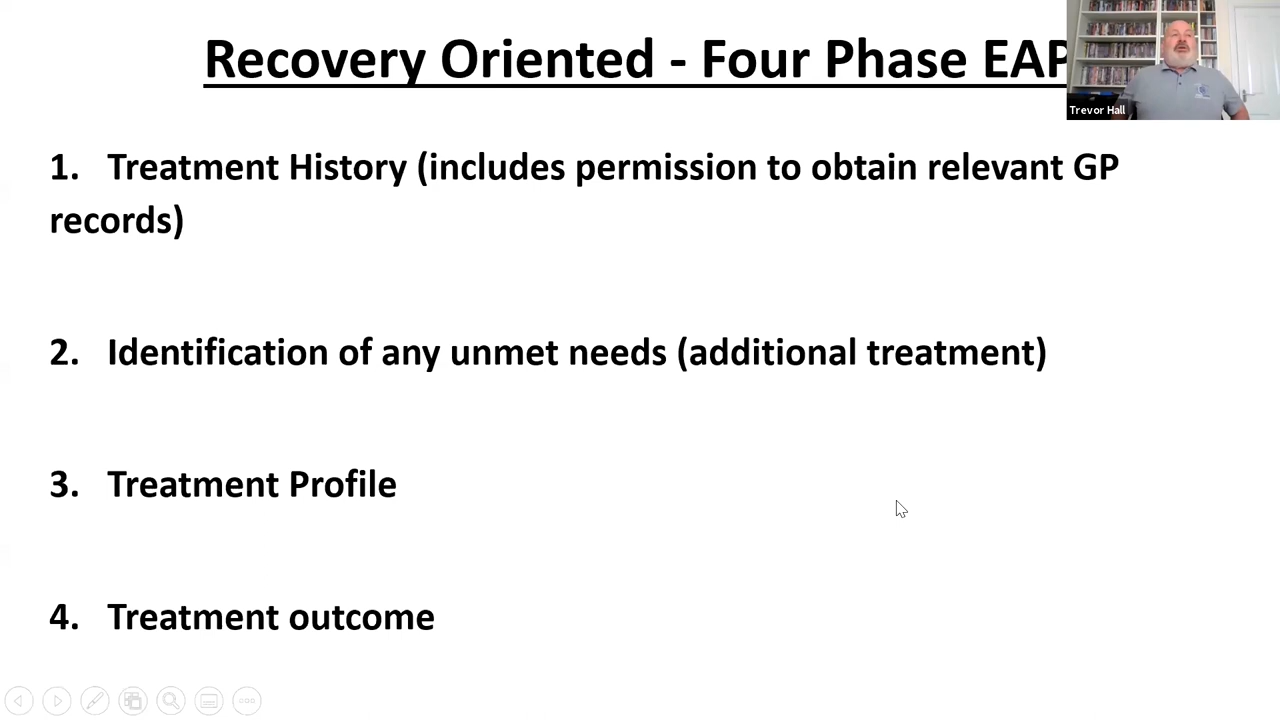 Recovery Oriented - Four Phase EAP
Trevor Hall
1. Treatment History (includes permission to obtain relevant GP
records)
2. Identification of any unmet needs (additional treatment)
3. Treatment Profile
4. Treatment outcome